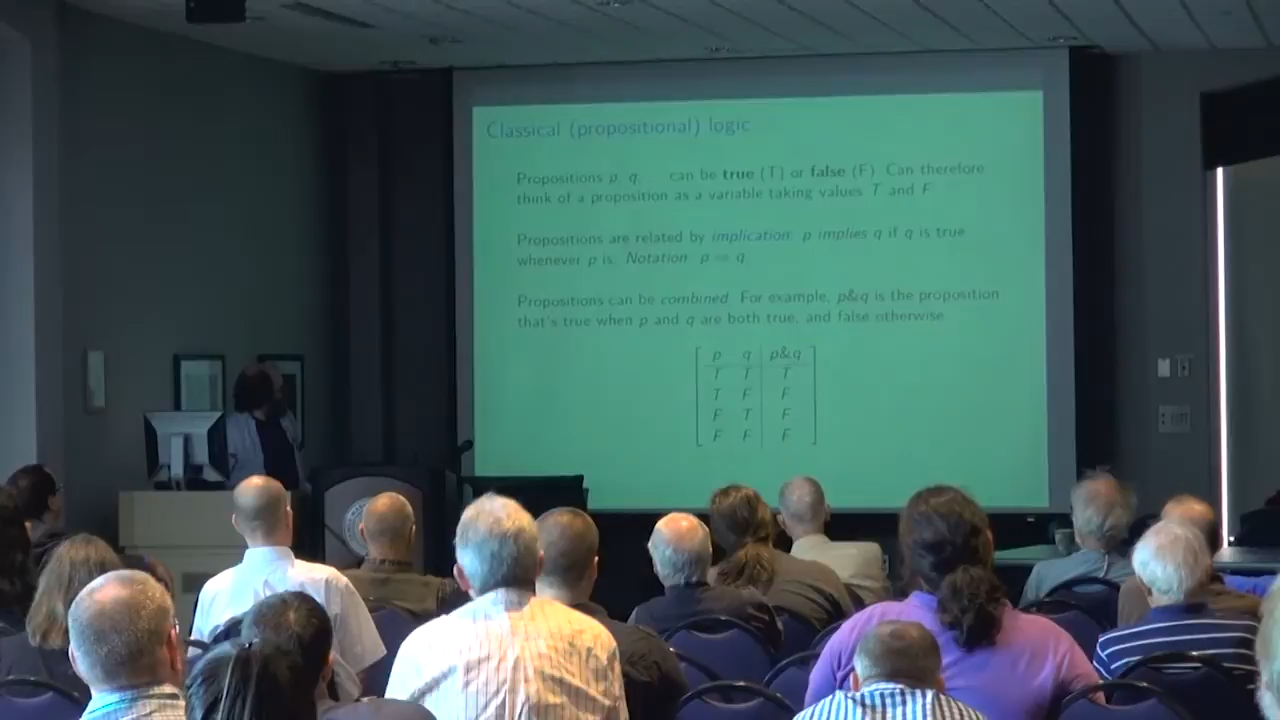 Classical (propositional) logic
Propositions p, q, can be true (T) or false (F). Can therefore
think of a proposition as a variable taking values T and F
Propositions are related by implication: p implies q if q is true
whenever p is. Notation: p ⇒ q
Propositions can be combined. For example, p&q is the proposition
that's true when p and q are both true, and false otherwise
p q p&q
T T T
T F F
F T F
F F F